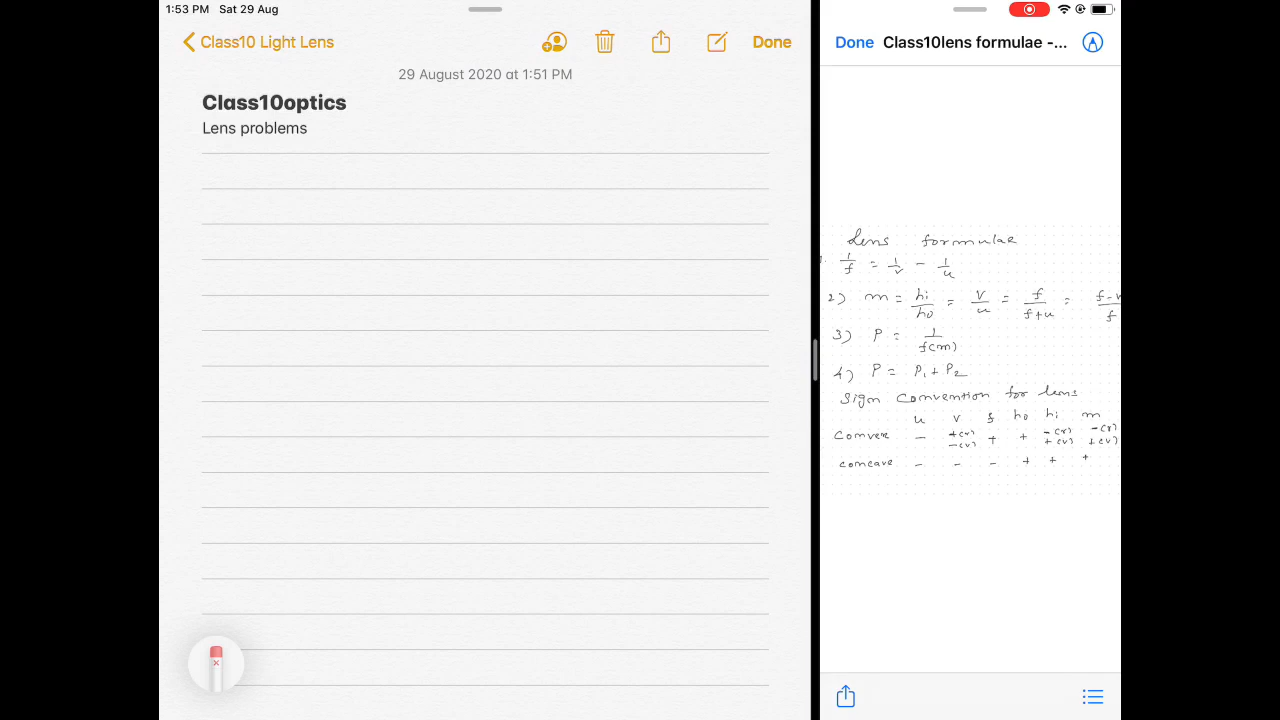 1:53 PM Sat 29 Aug
Class10 Light Lens
Done
29 August 2020 at 1:51 PM
Class10optics
Lens problems
Done
Class10lens formulae -...
Lens formulae
1/f = 1/v - 1/u
2) m = hi/ho = v/u = f/f+u = f-v/f
3) P = 1/f(m)
4) P = P1 + P2
Sign convention for lens
u v f ho hi m
Convex - +(r) -(v) + + -(r) +(v) -(r) +(v)
concave - - - + + +